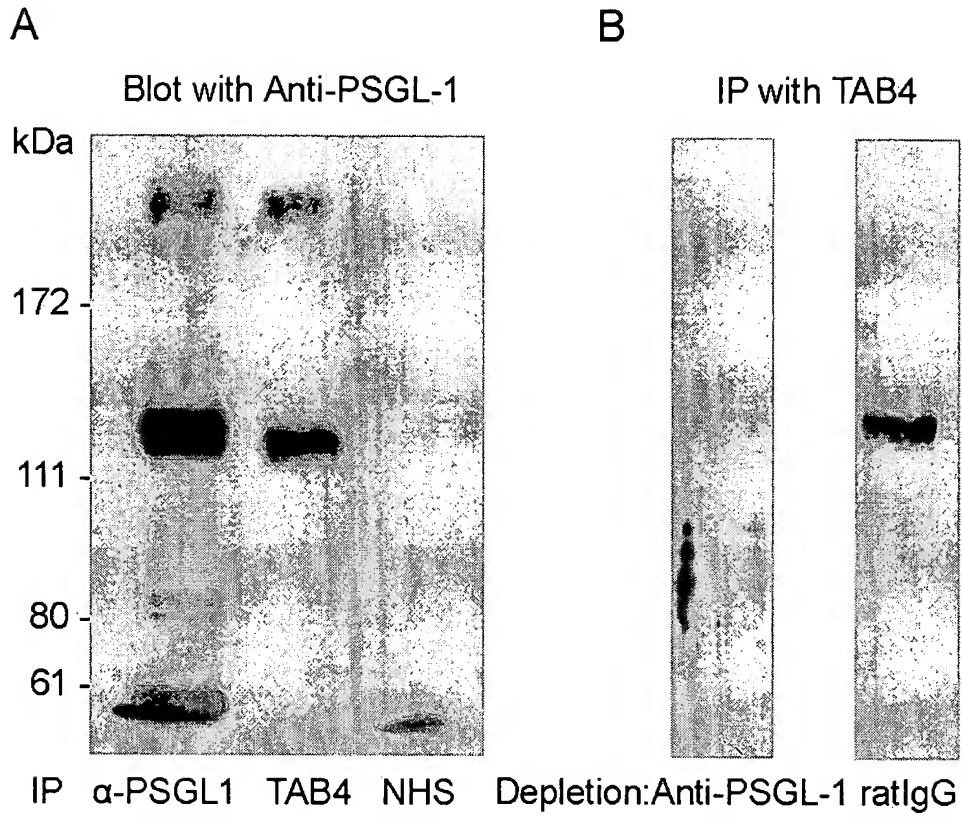 A
B
Blot with Anti-PSGL-1
IP with TAB4
kDa
172
111
80
61
IP α-PSGL1 TAB4 NHS
Depletion:Anti-PSGL-1 ratIgG